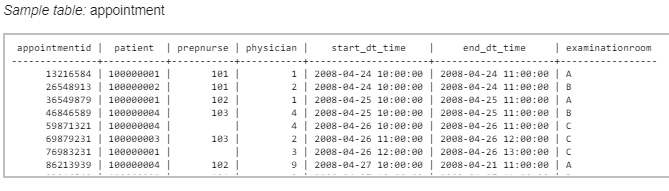 Sample table: appointment
appointmentid | patient | prepnurse | physician | start_dt_time | end_dt_time | examinationroom
13216584 | 100000001 | 101 | 1 | 2008-04-24 10:00:00 | 2008-04-24 11:00:00 | A
26548913 | 100000002 | 101 | 2 | 2008-04-24 10:00:00 | 2008-04-24 11:00:00 | B
36549879 | 100000001 | 102 | 1 | 2008-04-25 10:00:00 | 2008-04-25 11:00:00 | A
46846589 | 100000004 | 103 | 4 | 2008-04-25 10:00:00 | 2008-04-25 11:00:00 | B
59871321 | 100000004 | | 4 | 2008-04-26 10:00:00 | 2008-04-26 11:00:00 | C
69879231 | 100000003 | 103 | 2 | 2008-04-26 11:00:00 | 2008-04-26 12:00:00 | C
76983231 | 100000001 | | 3 | 2008-04-26 12:00:00 | 2008-04-26 13:00:00 | C
86213939 | 100000004 | 102 | 9 | 2008-04-27 10:00:00 | 2008-04-21 11:00:00 | A